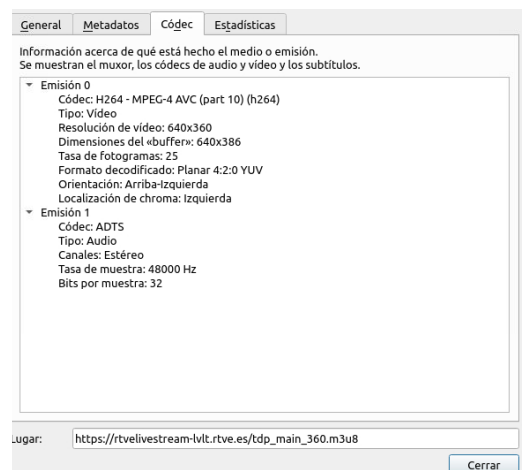 General Metadatos Códec Estadísticas
Información acerca de qué está hecho el medio o emisión.
Se muestran el muxor, los códecs de audio y vídeo y los subtítulos.
Emisión 0
Códec: H264 - MPEG-4 AVC (part 10) (h264)
Tipo: Vídeo
Resolución de vídeo: 640x360
Dimensiones del «buffer»: 640x386
Tasa de fotogramas: 25
Formato decodificado: Planar 4:2:0 YUV
Orientación: Arriba-Izquierda
Localización de chroma: Izquierda
Emisión 1
Códec: ADTS
Tipo: Audio
Canales: Estéreo
Tasa de muestra: 48000 Hz
Bits por muestra: 32
Lugar: https://rtvelivestream-lvlt.rtve.es/tdp_main_360.m3u8
Cerrar